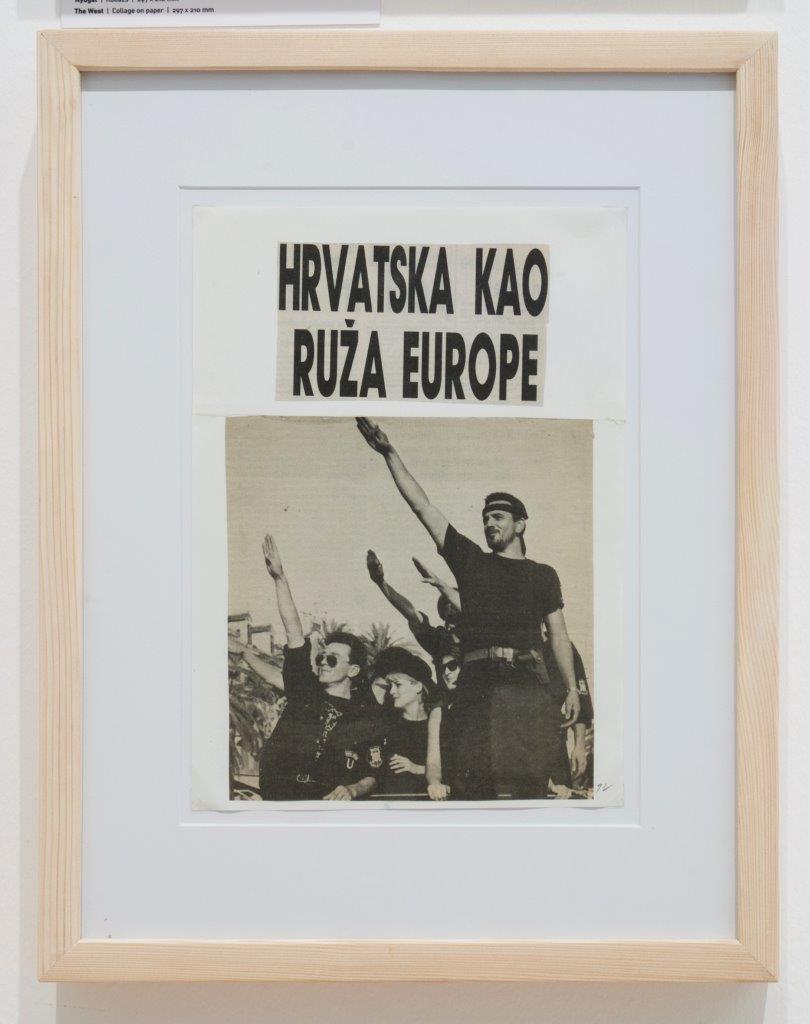 The West | Collage on paper | 297 x 210 mm
HRVATSKA KAO
RUŽA EUROPE
U